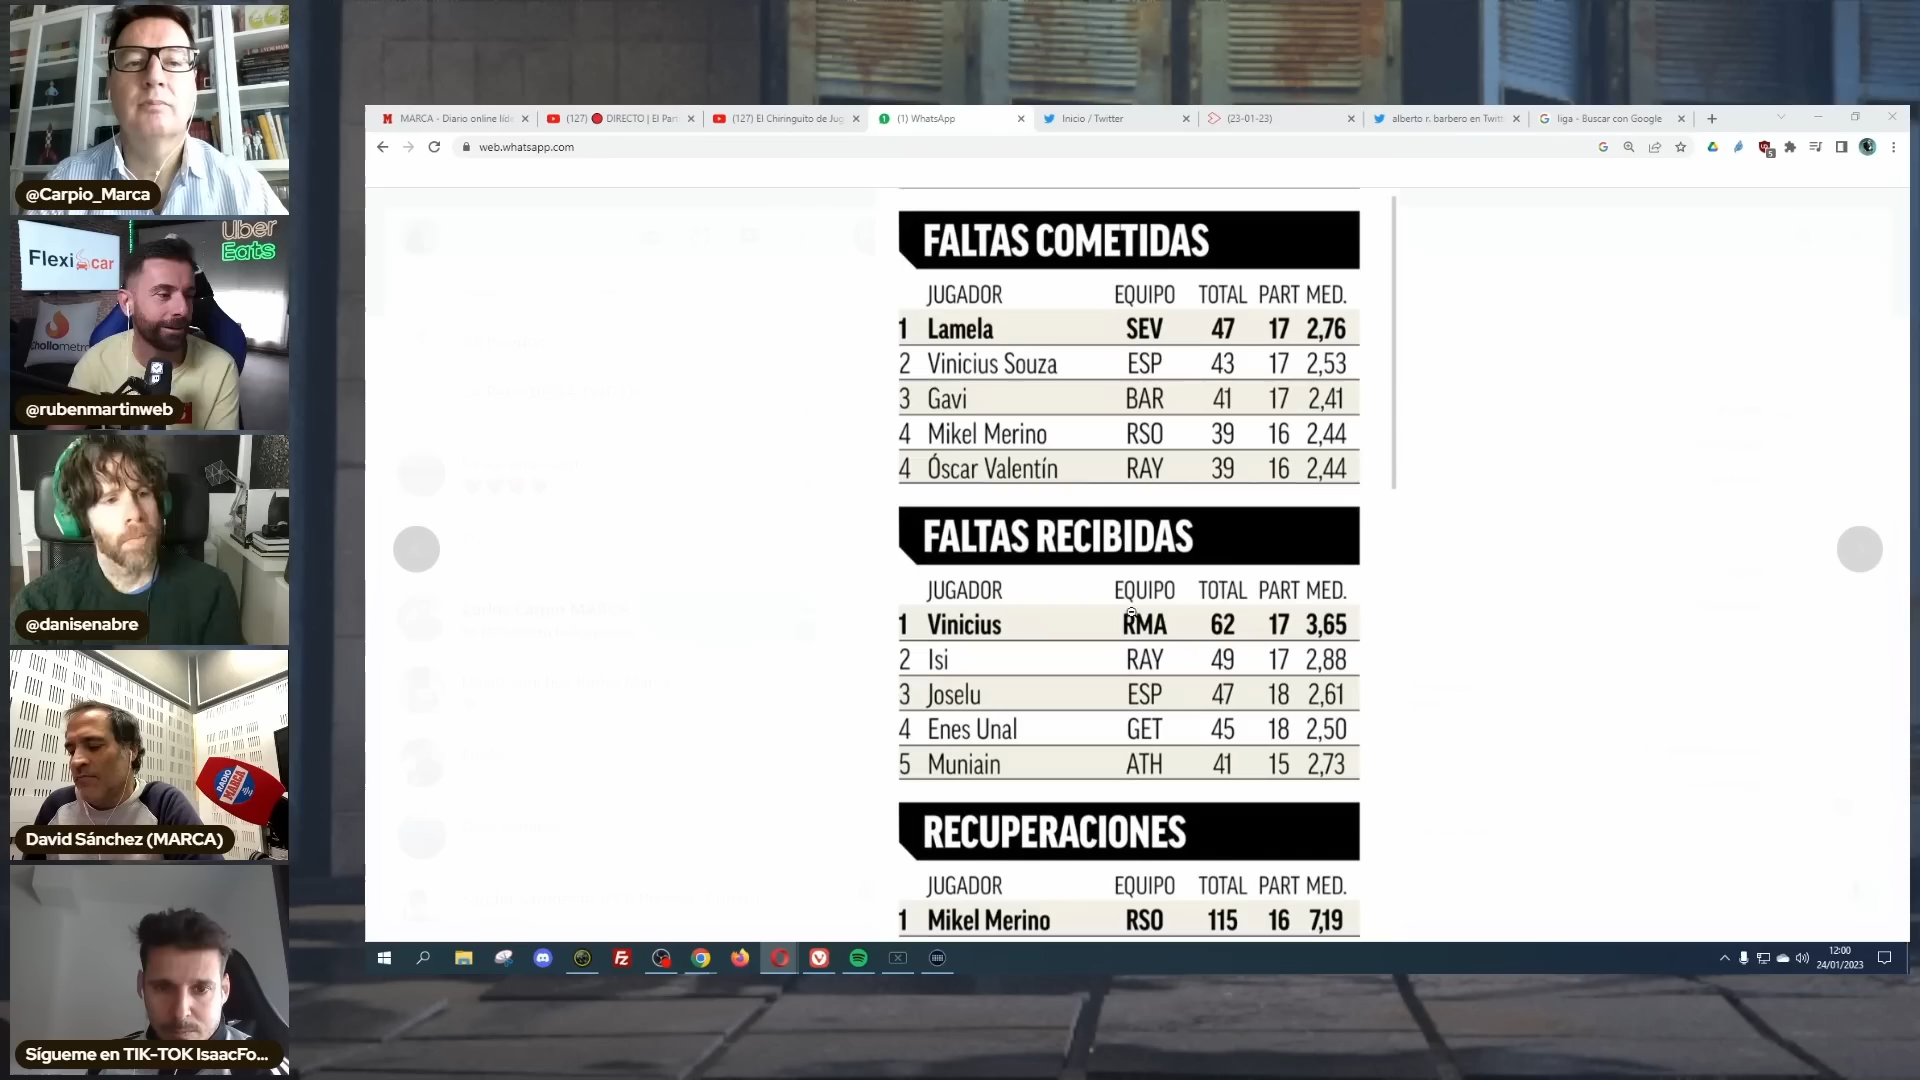 @Carpio_Marca
Flexicar
Uber
Eats
Chollometro
@rubenmartinweb
@danisenabre
RADIO
MARCA
David Sánchez (MARCA)
Sígueme en TIK-TOK IsaacFo...
MARCA - Diario online líde
(127) DIRECTO | El Part
(127) El Chiringuito de Jug
(1) WhatsApp
Inicio / Twitter
(23-01-23)
alberto r. barbero en Twitt
liga - Buscar con Google
web.whatsapp.com
FALTAS COMETIDAS
JUGADOR EQUIPO TOTAL PART MED.
1 Lamela SEV 47 17 2,76
2 Vinicius Souza ESP 43 17 2,53
3 Gavi BAR 41 17 2,41
4 Mikel Merino RSO 39 16 2,44
4 Óscar Valentín RAY 39 16 2,44
FALTAS RECIBIDAS
JUGADOR EQUIPO TOTAL PART MED.
1 Vinicius RMA 62 17 3,65
2 Isi RAY 49 17 2,88
3 Joselu ESP 47 18 2,61
4 Enes Unal GET 45 18 2,50
5 Muniain ATH 41 15 2,73
RECUPERACIONES
JUGADOR EQUIPO TOTAL PART MED.
1 Mikel Merino RSO 115 16 7,19
12:00
24/01/2023